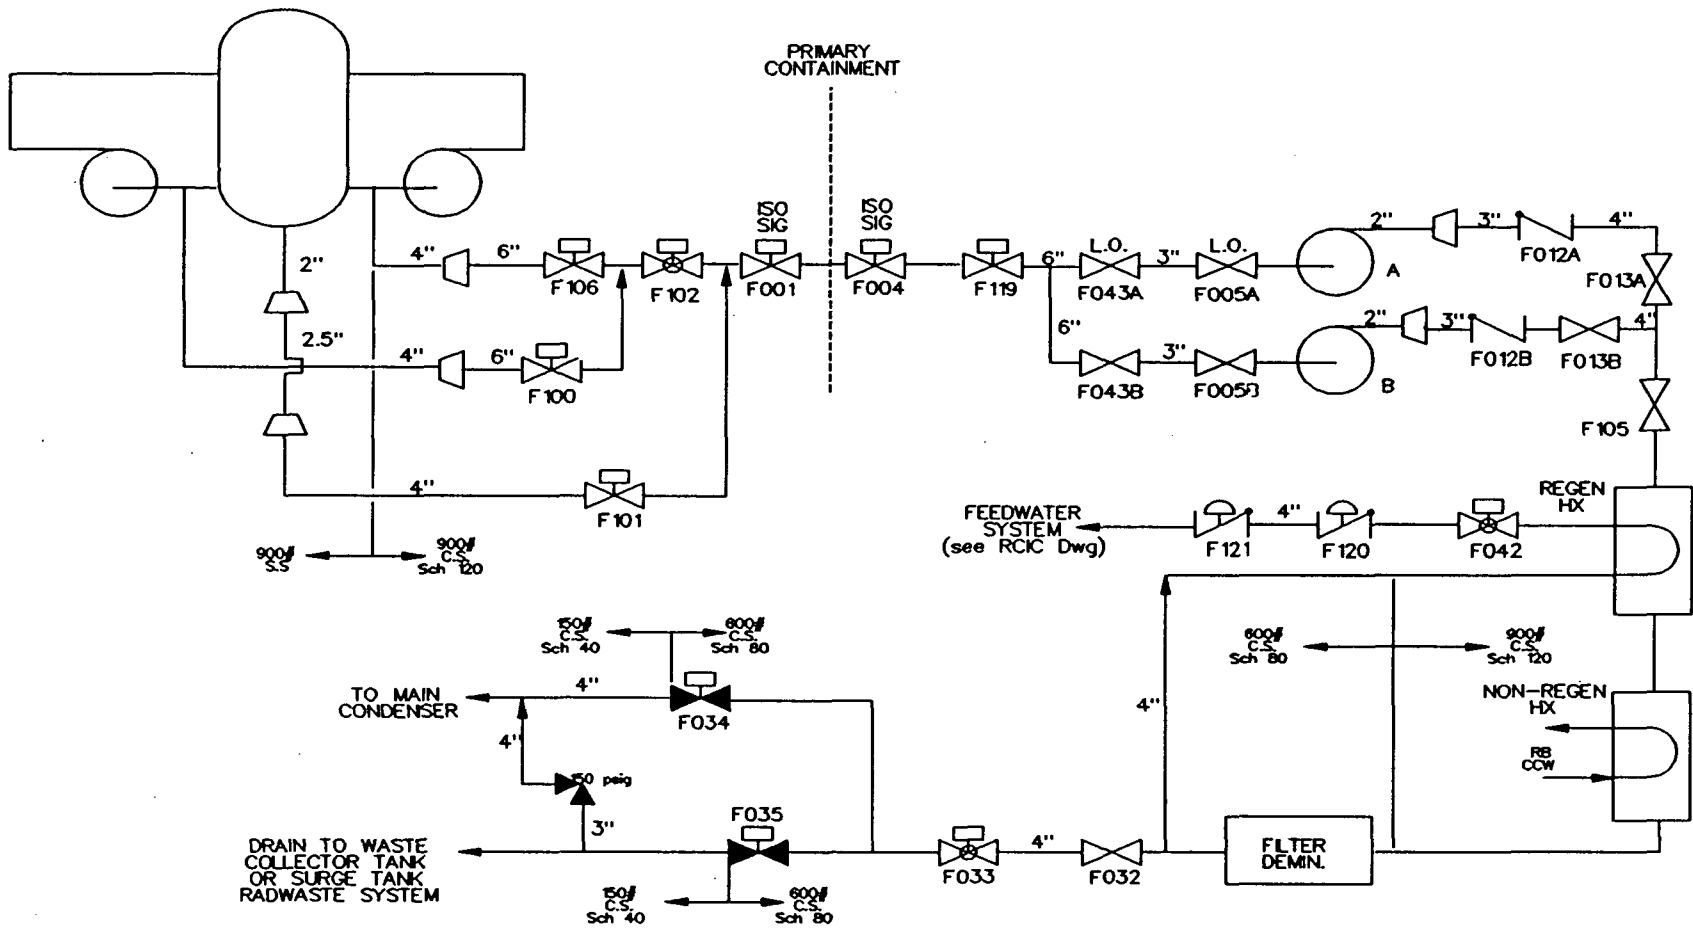 PRIMARY
CONTAINMENT
ISO
SIG
ISO
SIG
4"
6"
F106
F102
F001
F004
F119
6"
L.O.
F043A
3"
L.O.
F005A
A
2"
3"
F012A
4"
F013A
2"
2.5"
4"
6"
F100
6"
F043B
3"
F005B
B
2"
3"
F012B
F013B
4"
F105
4"
F101
900#
S.S
900#
C.S.
Sch 120
FEEDWATER
SYSTEM
(see RCIC Dwg)
F121
4"
F120
F042
REGEN
HX
150#
C.S.
Sch 40
600#
C.S.
Sch 80
600#
C.S.
Sch 80
900#
C.S.
Sch 120
TO MAIN
CONDENSER
4"
F034
4"
NON-REGEN
HX
RB
CCW
4"
150 psig
3"
F035
DRAIN TO WASTE
COLLECTOR TANK
OR SURGE TANK
RADWASTE SYSTEM
F033
4"
F032
FILTER
DEMIN.
150#
C.S.
Sch 40
600#
C.S.
Sch 80